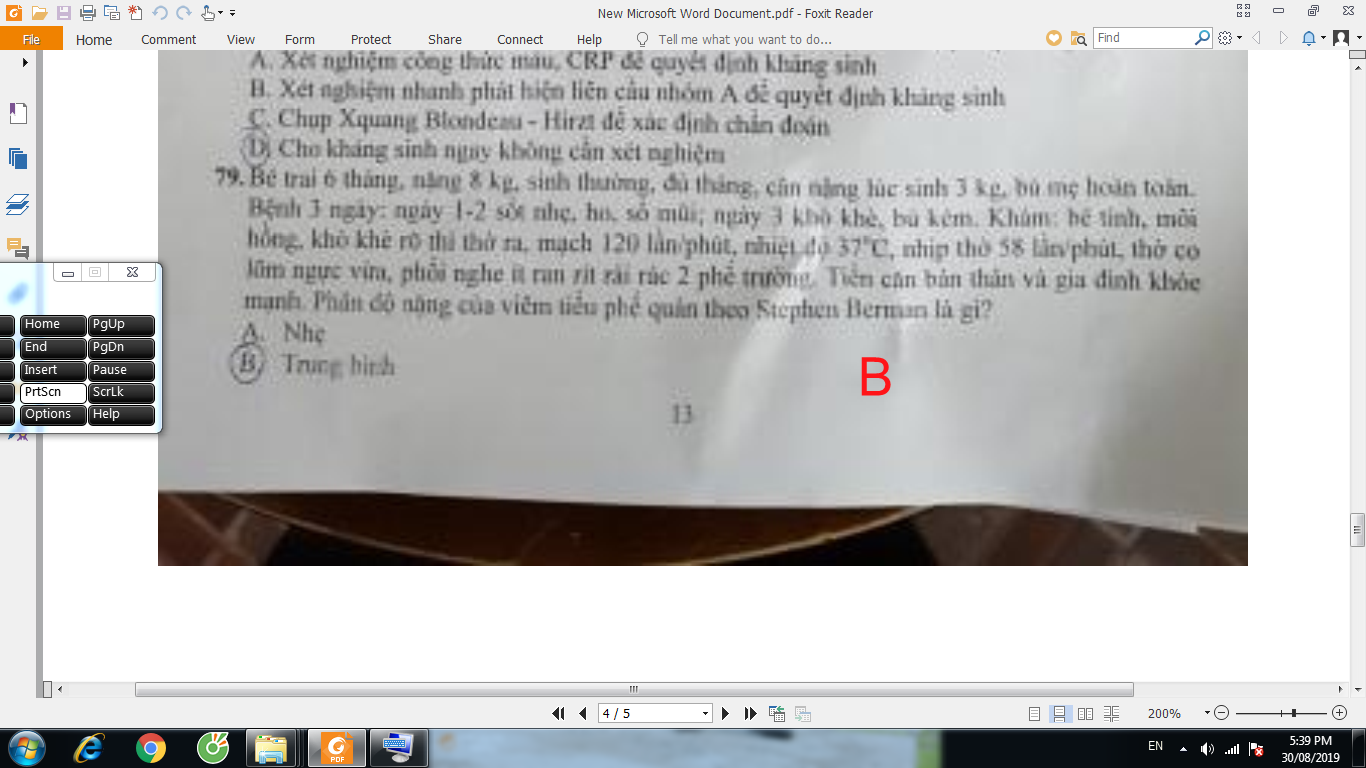 New Microsoft Word Document.pdf - Foxit Reader
File Home Comment View Form Protect Share Connect Help Tell me what you want to do... Find
A. Xét nghiệm công thức máu, CRP để quyết định kháng sinh
B. Xét nghiệm nhanh phát hiện liên cầu nhóm A để quyết định kháng sinh
C. Chụp Xquang Blondeau - Hirzt để xác định chẩn đoán
D. Cho kháng sinh ngay không cần xét nghiệm
79. Bé trai 6 tháng, nặng 8 kg, sinh thường, đủ tháng, cân nặng lúc sinh 3 kg, bú mẹ hoàn toàn.
Bệnh 3 ngày: ngày 1-2 sốt nhẹ, ho, sổ mũi; ngày 3 khò khè, bú kém. Khám: bé tỉnh, môi
hồng, khò khè rõ thì thở ra, mạch 120 lần/phút, nhiệt độ 37°C, nhịp thở 58 lần/phút, thở co
lõm ngực vừa, phổi nghe ít ran rít rải rác 2 phế trường. Tiền căn bản thân và gia đình khỏe
mạnh. Phân độ nặng của viêm tiểu phế quản theo Stephen Berman là gì?
A. Nhẹ
B. Trung bình
B
13
Home PgUp
End PgDn
Insert Pause
PrtScn ScrLk
Options Help
4 / 5
200%
EN
5:39 PM
30/08/2019
PDF